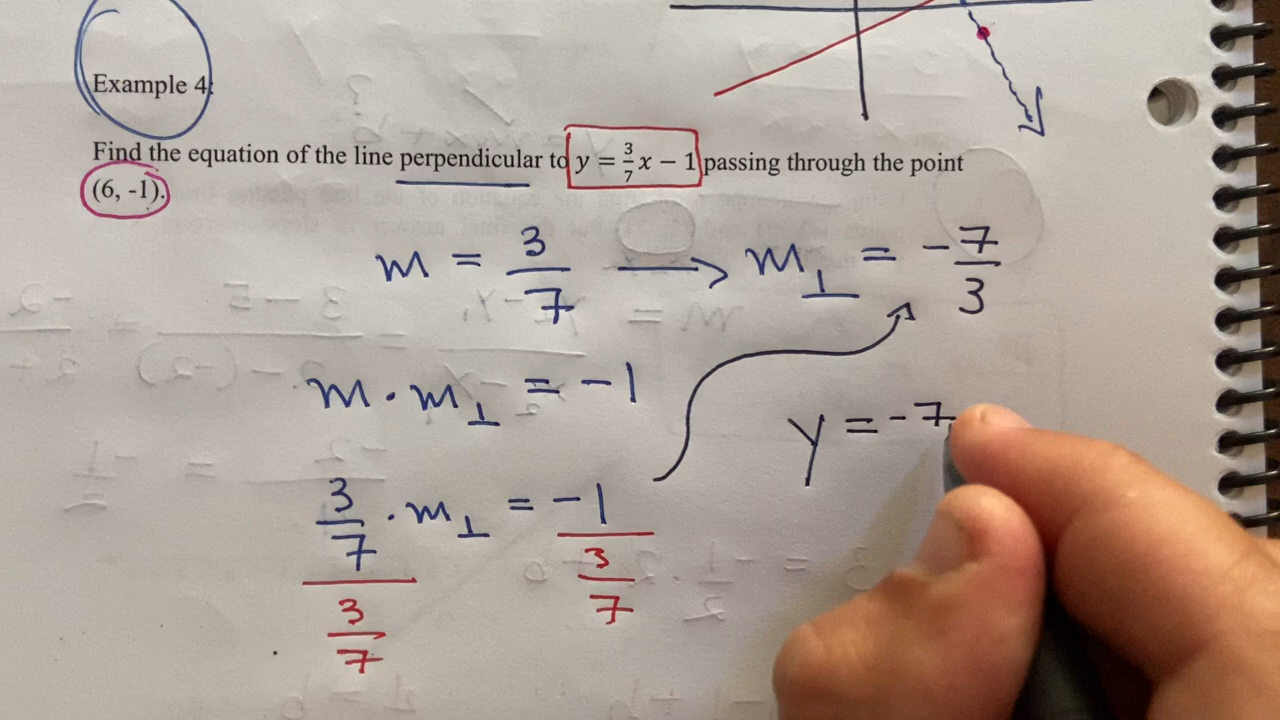 Example 4:
Find the equation of the line perpendicular to y = 3/7 x − 1 passing through the point
(6, -1).
m = 3/7 → m⊥ = -7/3
m · m⊥ = -1
y = -7
3/7 · m⊥ = -1
3/7 3/7